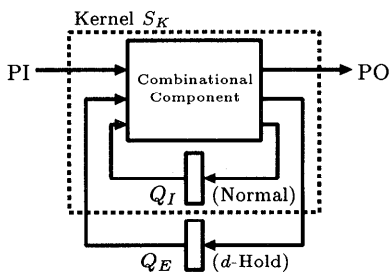 Kernel S_K
PI
PO
Combinational
Component
Q_I (Normal)
Q_E (d-Hold)